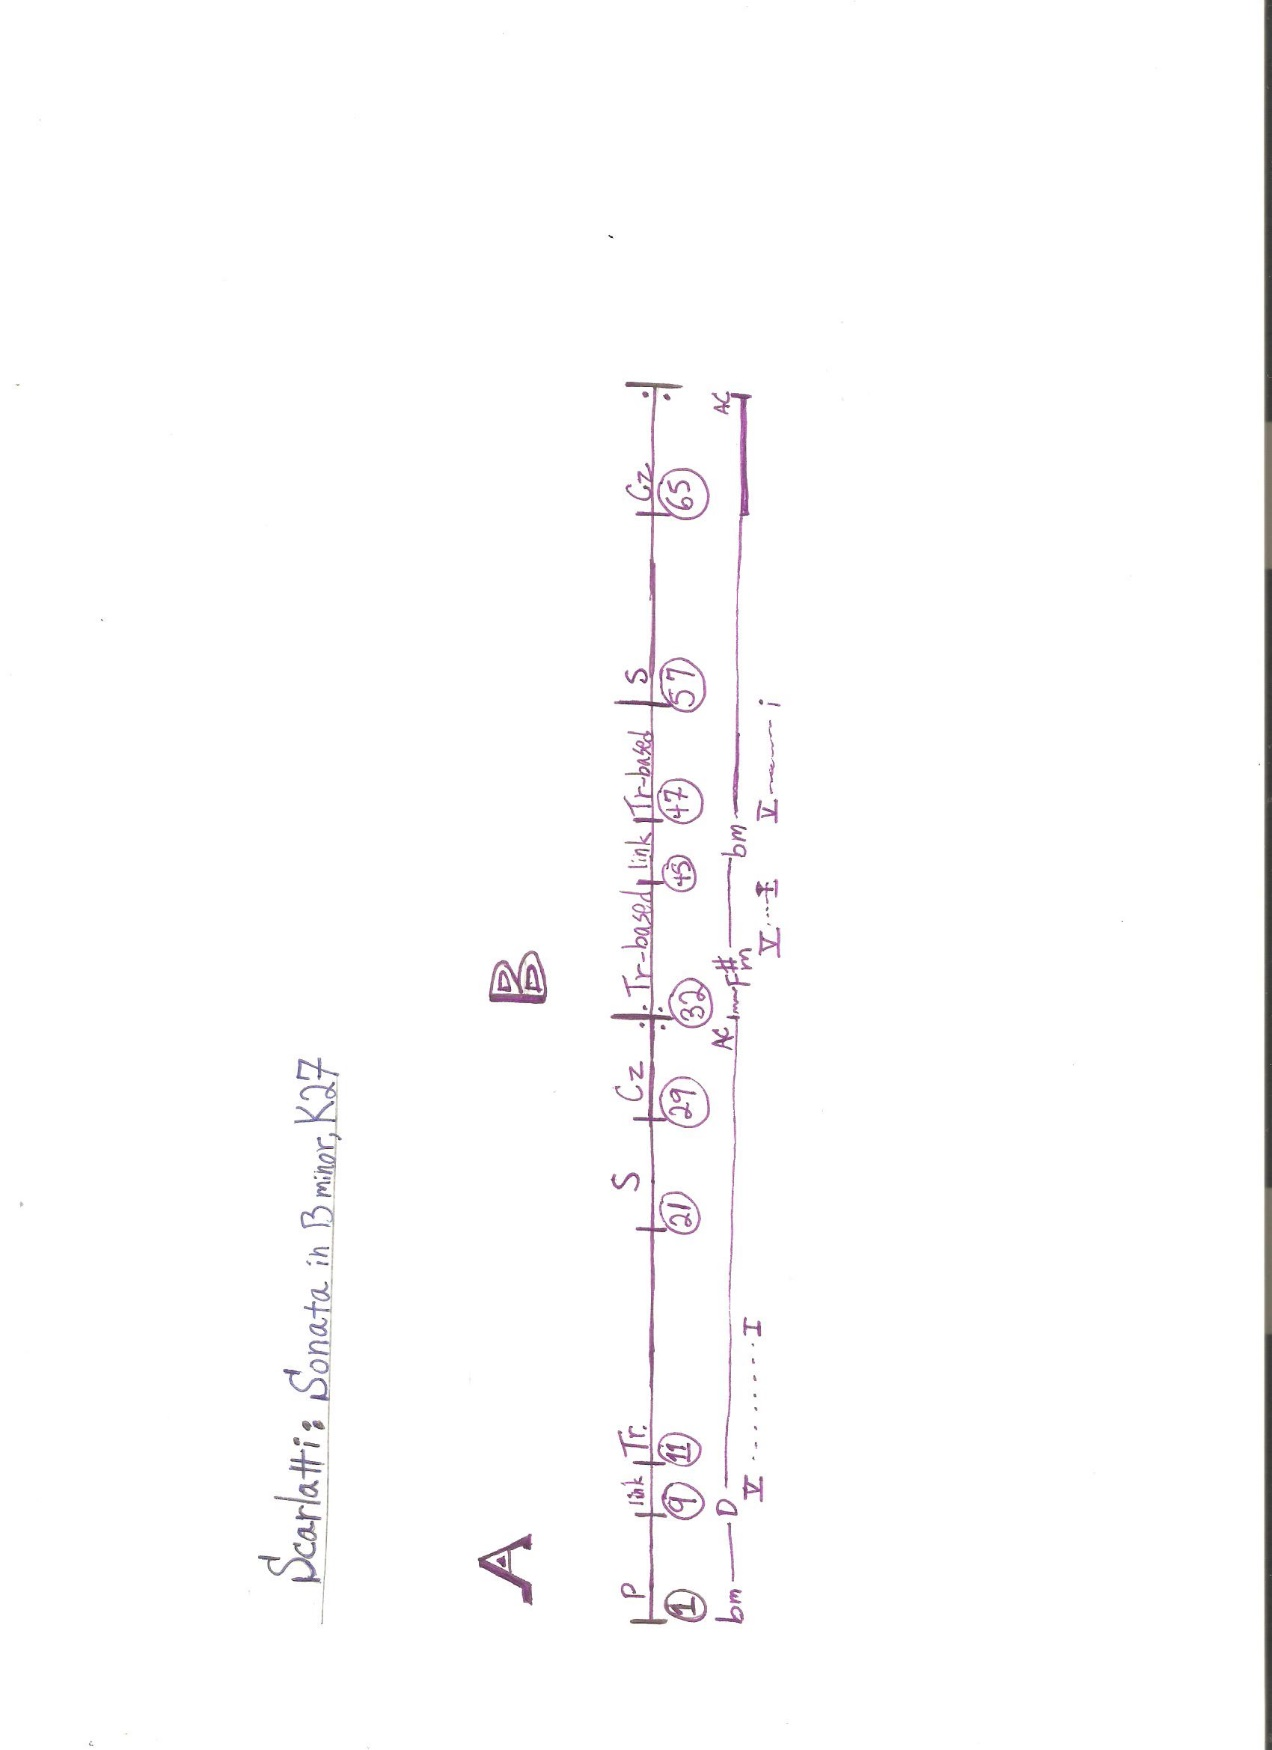 Scarlatti: Sonata in B minor, K27
A B
P link Tr. S Cz Tr-based link Tr-based S Cz
1 9 11 21 29 32 43 47 57 65
bm D AC F#m bm AC
V I V I V i